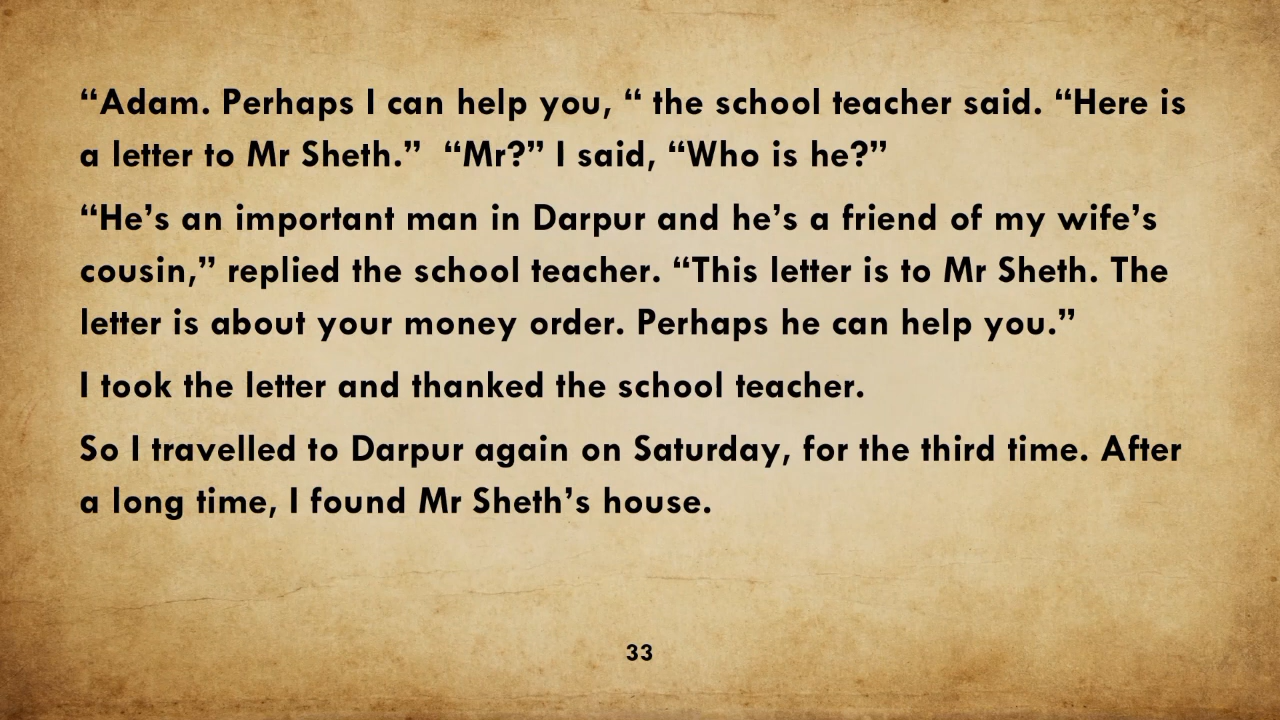 “Adam. Perhaps I can help you, “ the school teacher said. “Here is
a letter to Mr Sheth.”  “Mr?” I said, “Who is he?”
“He’s an important man in Darpur and he’s a friend of my wife’s
cousin,” replied the school teacher. “This letter is to Mr Sheth. The
letter is about your money order. Perhaps he can help you.”
I took the letter and thanked the school teacher.
So I travelled to Darpur again on Saturday, for the third time. After
a long time, I found Mr Sheth’s house.
33